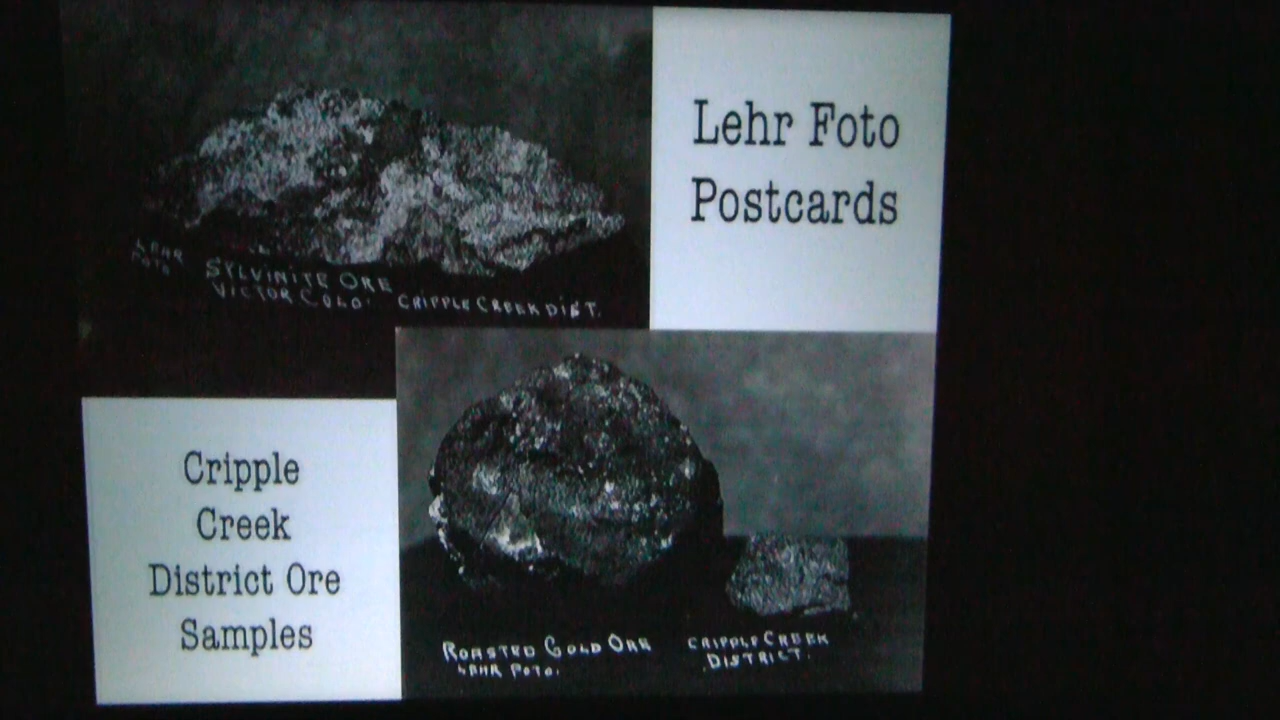 Lehr Foto
Postcards
LEHR
FOTO
SYLVINITE ORE
VICTOR COLO. CRIPPLE CREEK DIST.
Cripple
Creek
District Ore
Samples
ROASTED GOLD ORE
LEHR FOTO.
CRIPPLE CREEK
DISTRICT.